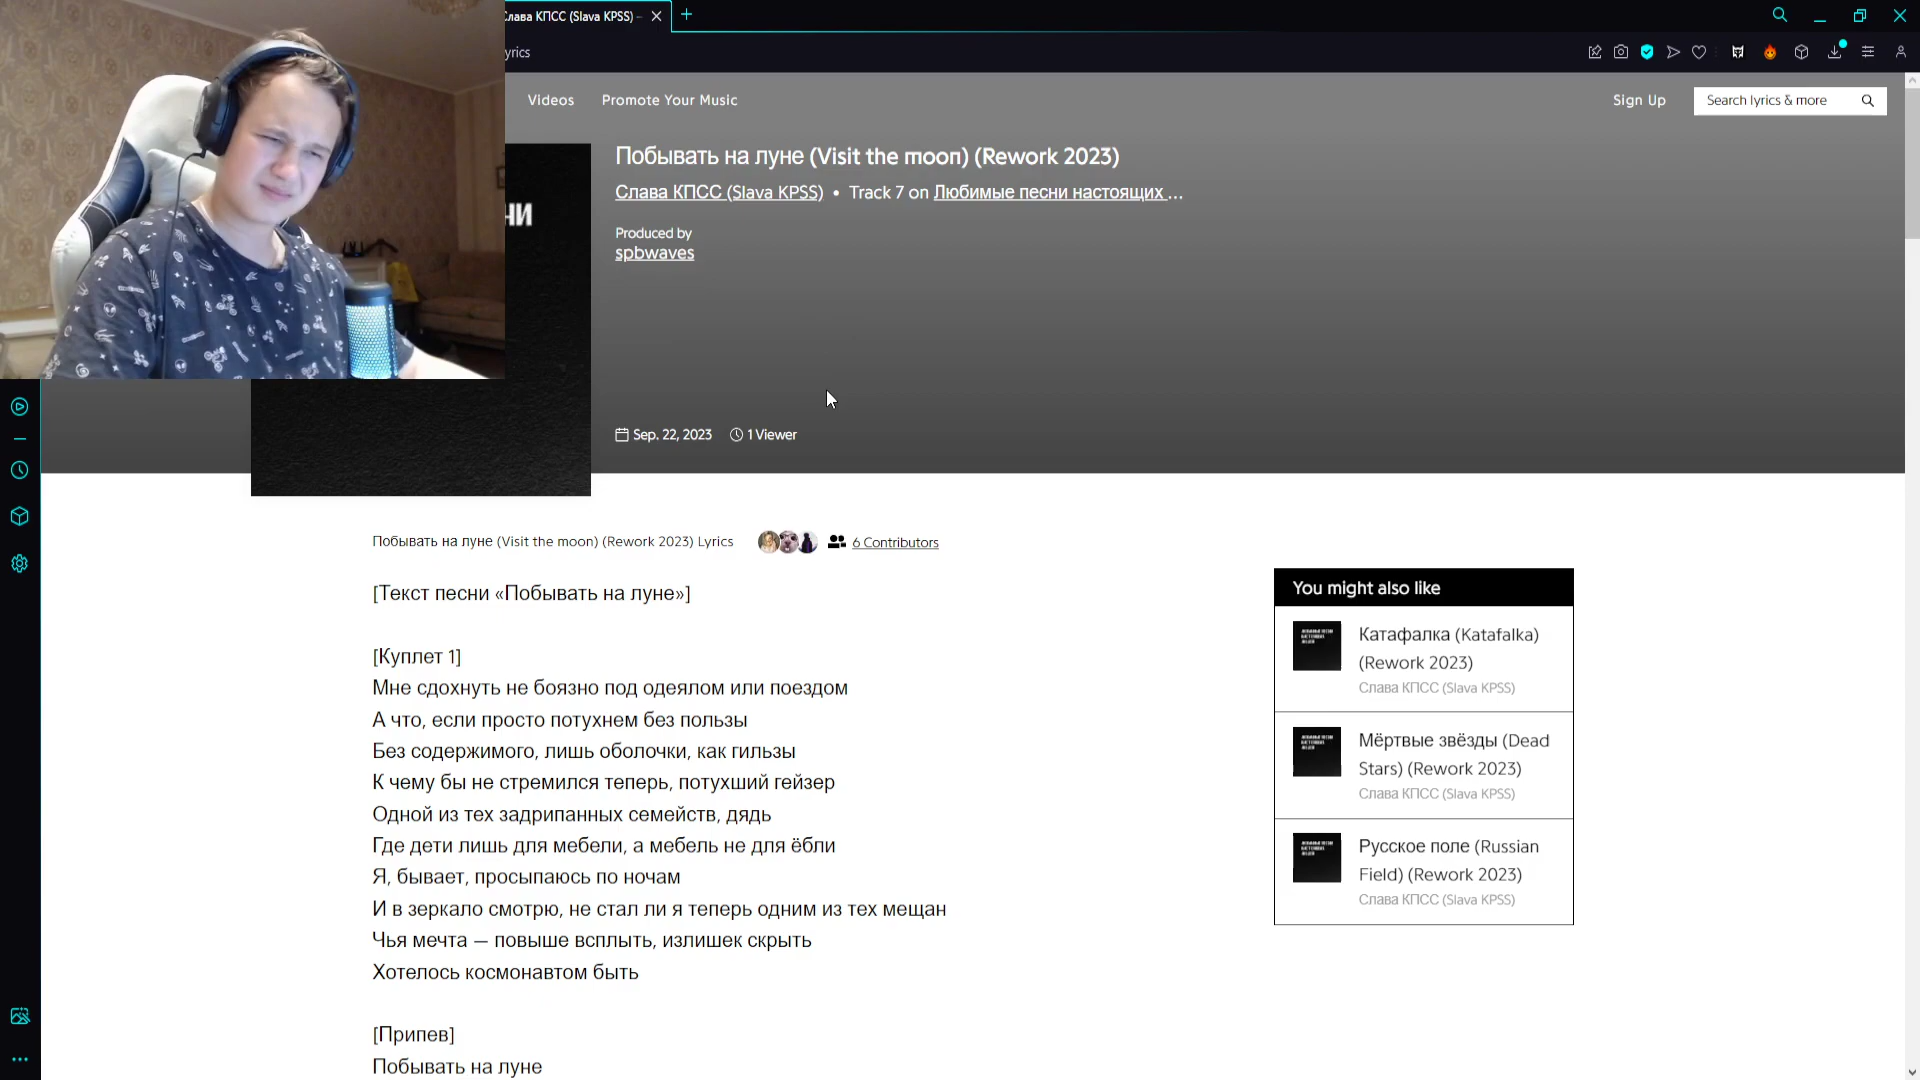 Слава КПСС (Slava KPSS) –
yrics
Videos
Promote Your Music
Sign Up
Search lyrics & more
НИ
Побывать на луне (Visit the moon) (Rework 2023)
Слава КПСС (Slava KPSS) • Track 7 on Любимые песни настоящих ...
Produced by
spbwaves
Sep. 22, 2023
1 Viewer
Побывать на луне (Visit the moon) (Rework 2023) Lyrics
6 Contributors
[Текст песни «Побывать на луне»]
[Куплет 1]
Мне сдохнуть не боязно под одеялом или поездом
А что, если просто потухнем без пользы
Без содержимого, лишь оболочки, как гильзы
К чему бы не стремился теперь, потухший гейзер
Одной из тех задрипанных семейств, дядь
Где дети лишь для мебели, а мебель не для ёбли
Я, бывает, просыпаюсь по ночам
И в зеркало смотрю, не стал ли я теперь одним из тех мещан
Чья мечта — повыше всплыть, излишек скрыть
Хотелось космонавтом быть
[Припев]
Побывать на луне
You might also like
Катафалка (Katafalka)
(Rework 2023)
Слава КПСС (Slava KPSS)
Мёртвые звёзды (Dead
Stars) (Rework 2023)
Слава КПСС (Slava KPSS)
Русское поле (Russian
Field) (Rework 2023)
Слава КПСС (Slava KPSS)